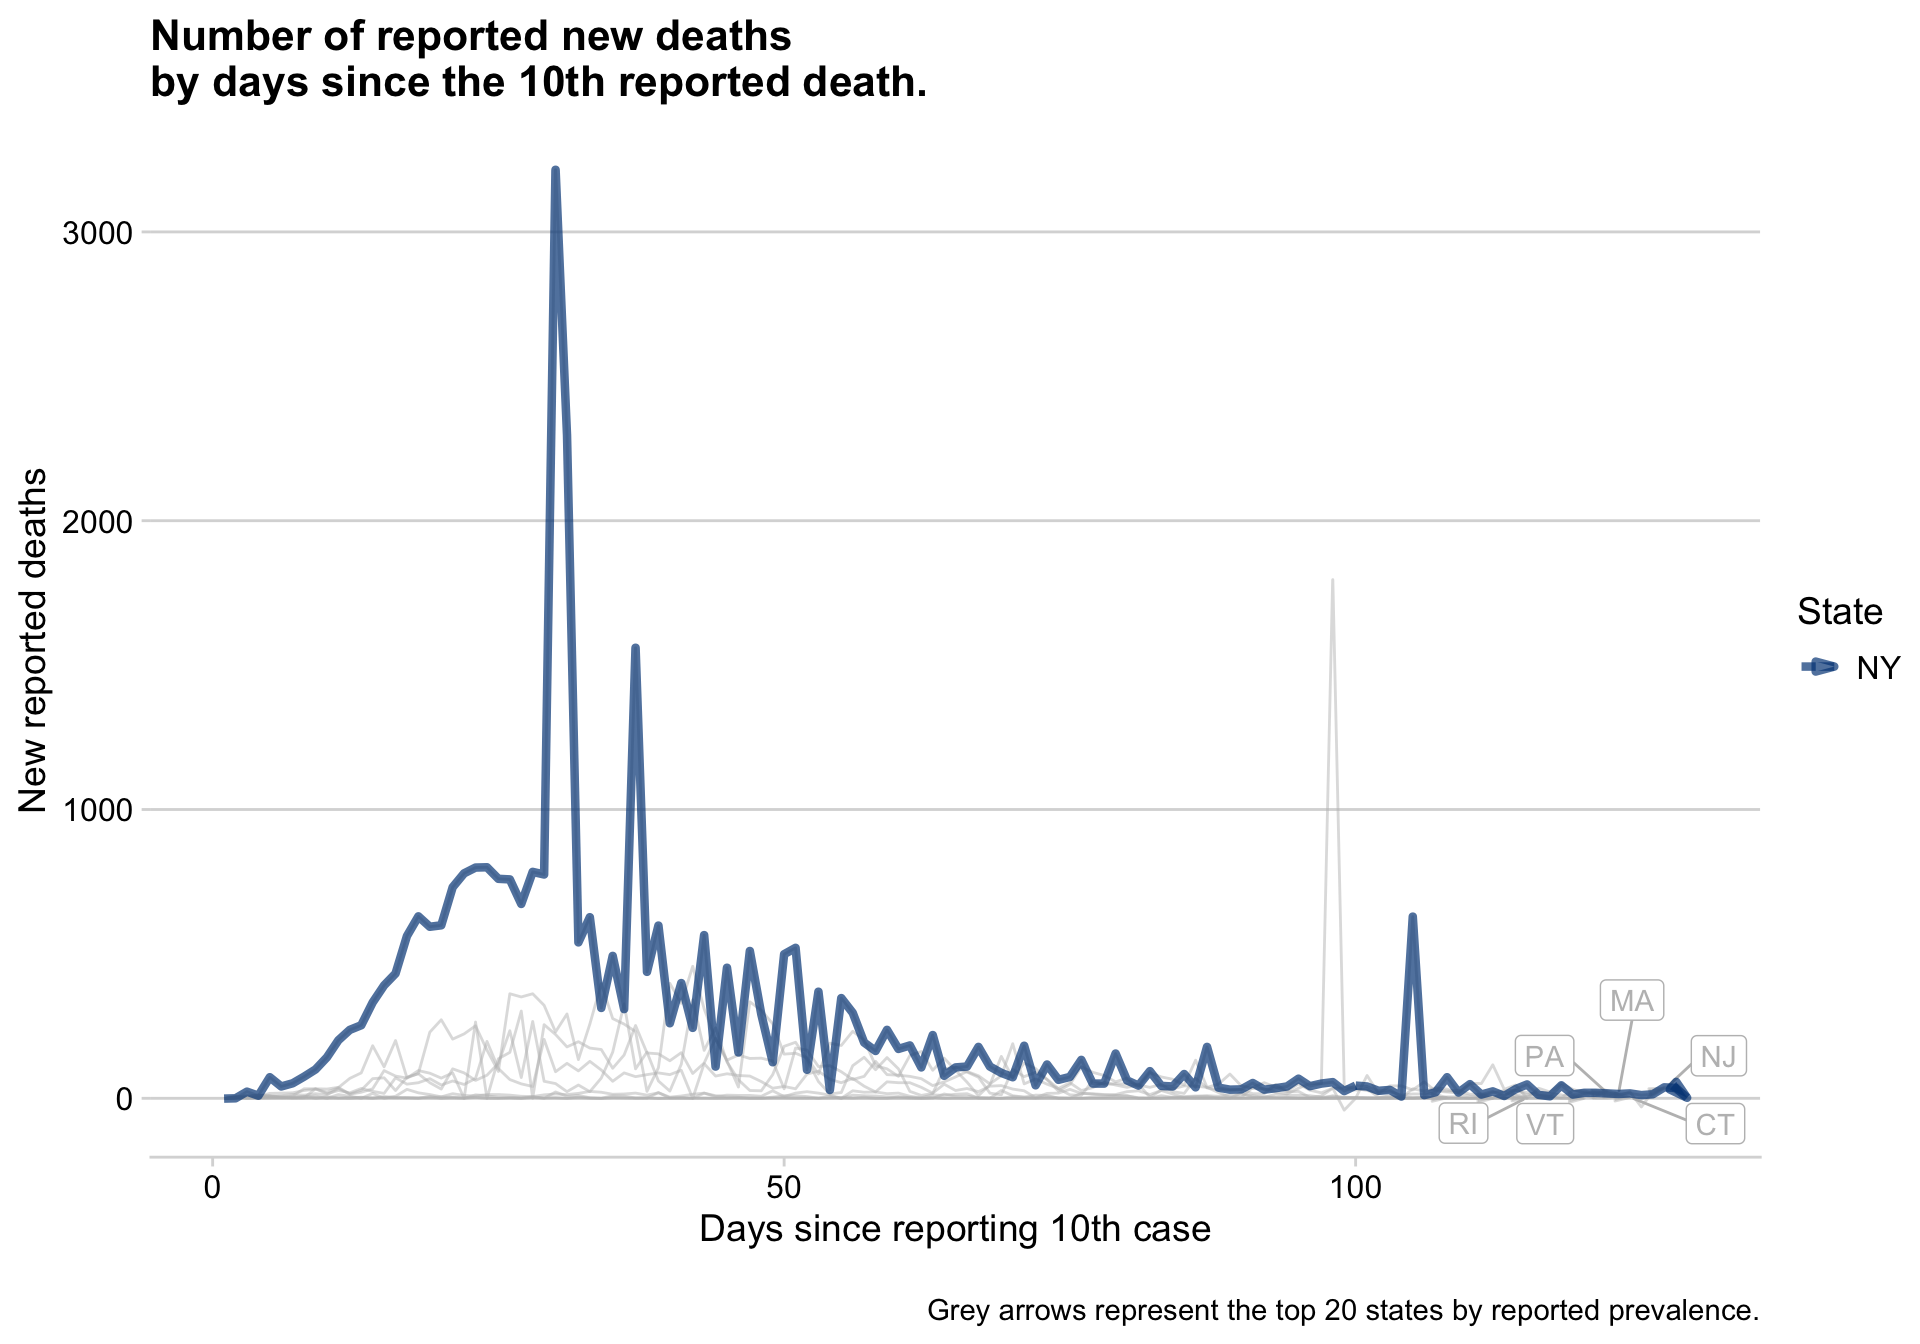 Number of reported new deaths
by days since the 10th reported death.
New reported deaths
3000
2000
1000
0
MA
PA
NJ
RI
VT
CT
0
50
100
Days since reporting 10th case
State
NY
Grey arrows represent the top 20 states by reported prevalence.